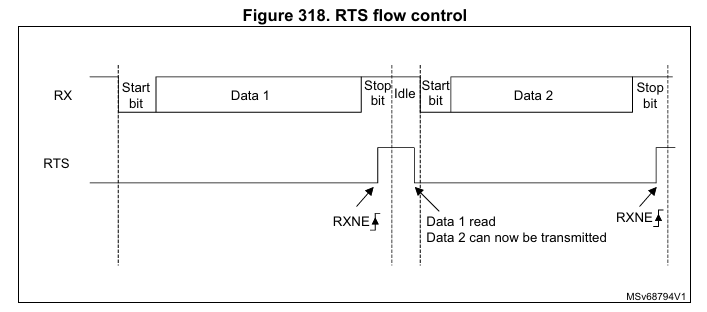 Figure 318. RTS flow control
RX
Start
bit
Data 1
Stop
bit
Idle
Start
bit
Data 2
Stop
bit
RTS
RXNE
Data 1 read
Data 2 can now be transmitted
RXNE
MSv68794V1